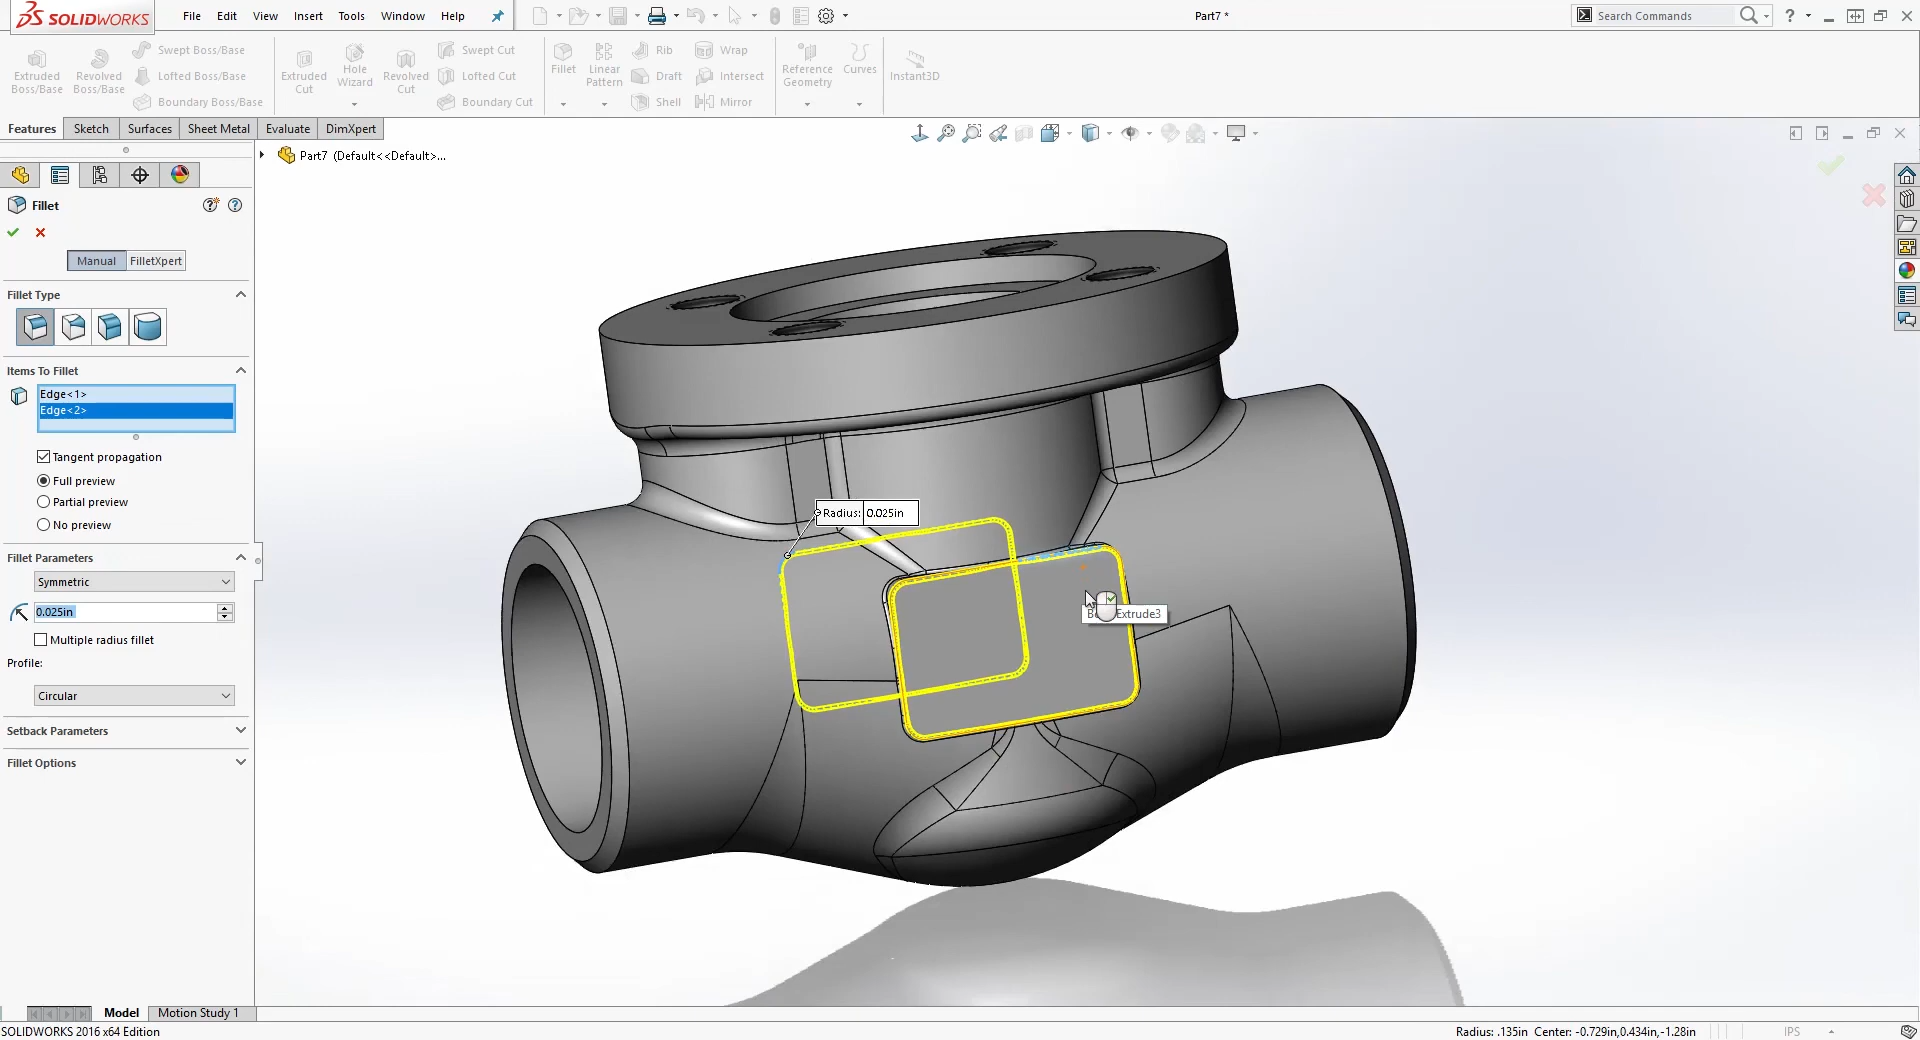 SOLIDWORKS
File Edit View Insert Tools Window Help
Part7 *
Search Commands
?
Extruded Boss/Base
Revolved Boss/Base
Swept Boss/Base
Lofted Boss/Base
Boundary Boss/Base
Extruded Cut
Hole Wizard
Revolved Cut
Swept Cut
Lofted Cut
Boundary Cut
Fillet
Linear Pattern
Rib
Draft
Shell
Wrap
Intersect
Mirror
Reference Geometry
Curves
Instant3D
Features Sketch Surfaces Sheet Metal Evaluate DimXpert
Part7 (Default<<Default>...
Fillet
Manual FilletXpert
Fillet Type
Items To Fillet
Edge<1>
Edge<2>
Tangent propagation
Full preview
Partial preview
No preview
Fillet Parameters
Symmetric
0.025in
Multiple radius fillet
Profile:
Circular
Setback Parameters
Fillet Options
Radius: 0.025in
Extrude3
Model Motion Study 1
SOLIDWORKS 2016 x64 Edition
Radius: .135in Center: -0.729in,0.434in,-1.28in
IPS